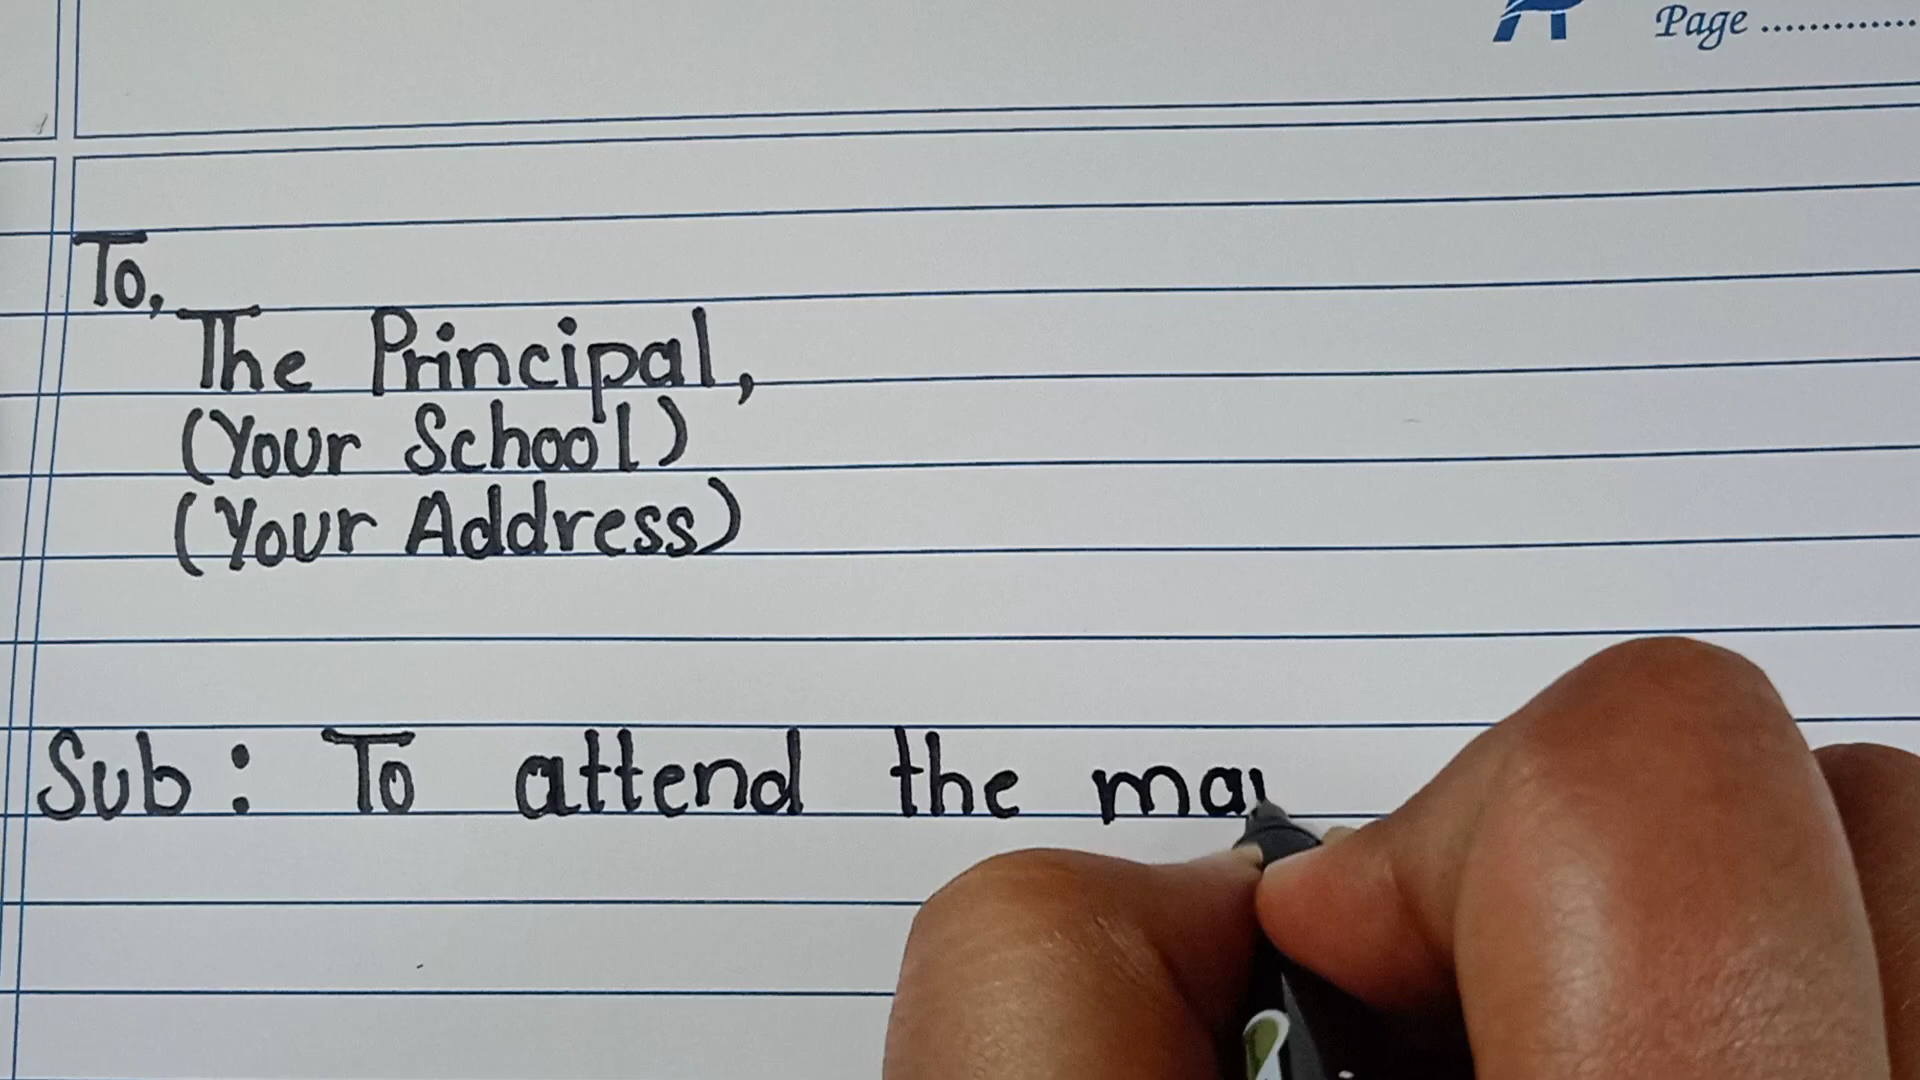 Page ..............
To,
The Principal,
(Your School)
(Your Address)
Sub: To attend the